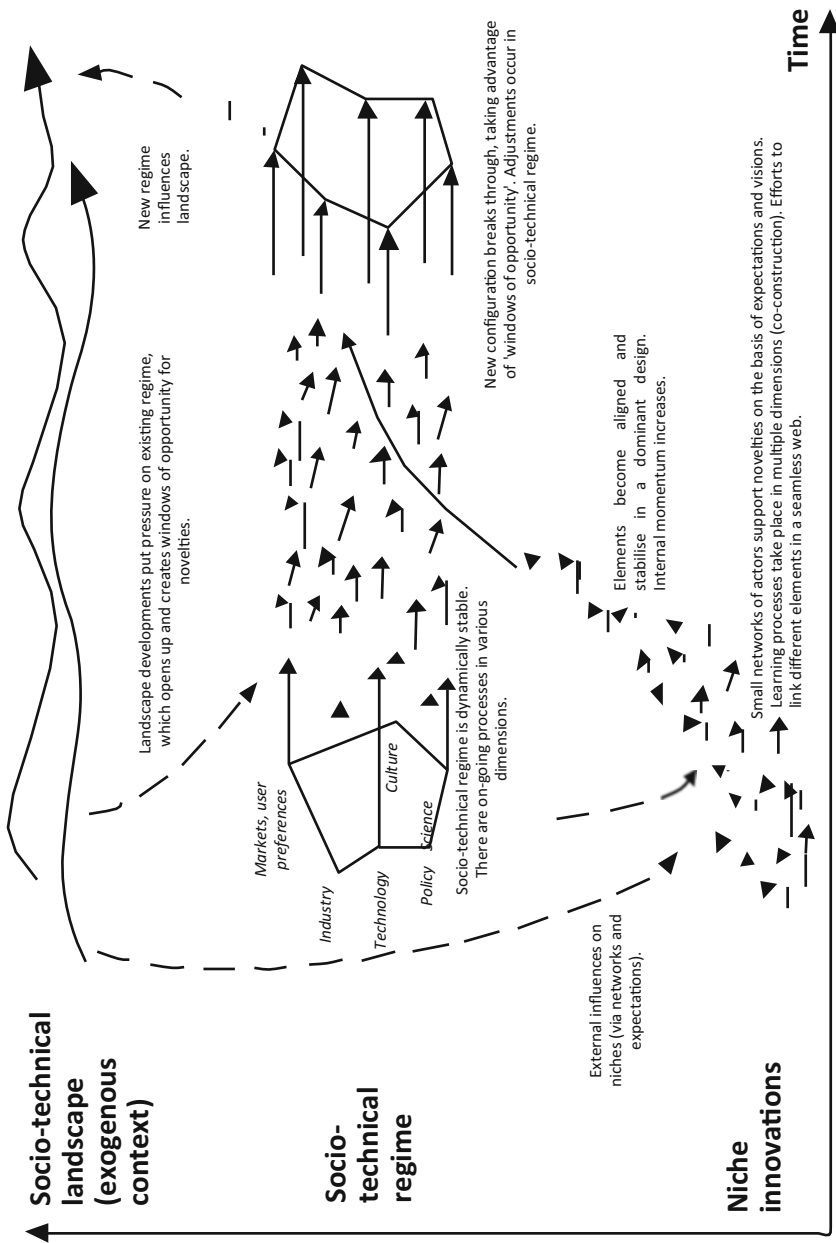 Socio-technical
landscape
(exogenous
context)
Landscape developments put pressure on existing regime,
which opens up and creates windows of opportunity for
novelties.
New regime
influences
landscape.
Socio-
technical
regime
Markets, user
preferences
Industry
Technology
Culture
Policy
Science
Socio-technical regime is dynamically stable.
There are on-going processes in various
dimensions.
New configuration breaks through, taking advantage
of 'windows of opportunity'. Adjustments occur in
socio-technical regime.
External influences on
niches (via networks and
expectations).
Elements become aligned and
stabilise in a dominant design.
Internal momentum increases.
Niche
innovations
Small networks of actors support novelties on the basis of expectations and visions.
Learning processes take place in multiple dimensions (co-construction). Efforts to
link different elements in a seamless web.
Time